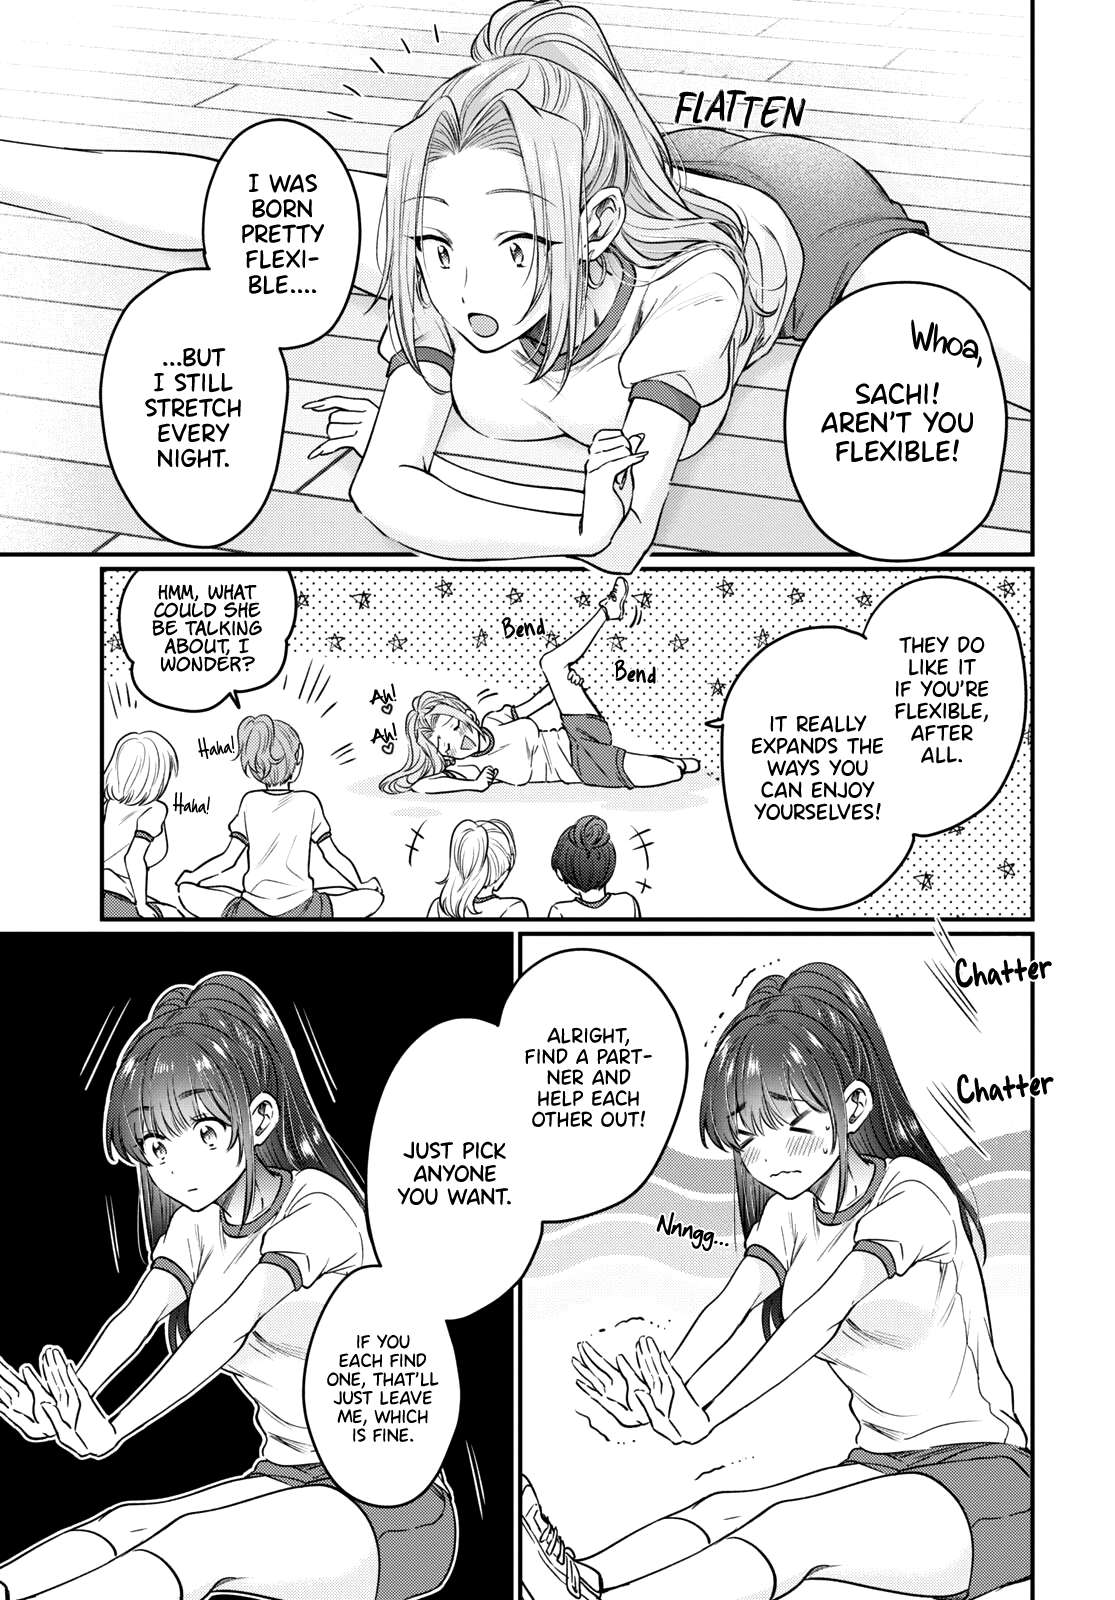 FLATTEN
Whoa,
SACHI!
AREN'T YOU
FLEXIBLE!
I WAS
BORN
PRETTY
FLEXI-
BLE....
...BUT
I STILL
STRETCH
EVERY
NIGHT.
THEY DO
LIKE IT
IF YOU'RE
FLEXIBLE,
AFTER
ALL.
IT REALLY
EXPANDS THE
WAYS YOU
CAN ENJOY
YOURSELVES!
Bend
Bend
Ah!
Ah!
HMM, WHAT
COULD SHE
BE TALKING
ABOUT, I
WONDER?
Haha!
Haha!
Chatter
Chatter
ALRIGHT,
FIND A PART-
NER AND
HELP EACH
OTHER OUT!
JUST PICK
ANYONE
YOU WANT.
Nnngg...
IF YOU
EACH FIND
ONE, THAT'LL
JUST LEAVE
ME, WHICH
IS FINE.